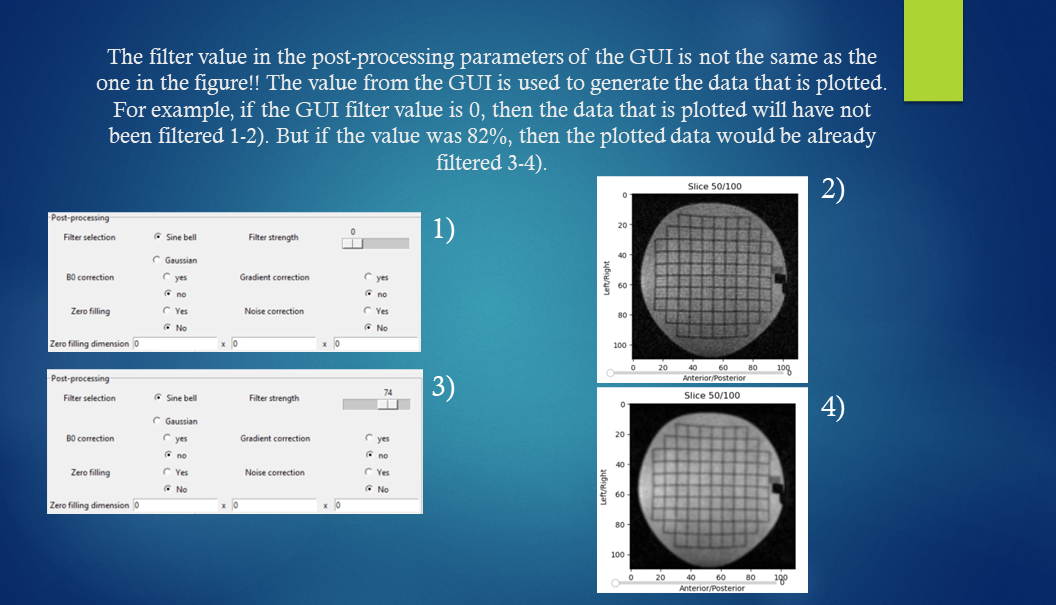 The filter value in the post-processing parameters of the GUI is not the same as the
one in the figure!! The value from the GUI is used to generate the data that is plotted.
For example, if the GUI filter value is 0, then the data that is plotted will have not
been filtered 1-2). But if the value was 82%, then the plotted data would be already
filtered 3-4).
1)
Post-processing
Filter selection Sine bell Filter strength 0
Gaussian
B0 correction yes Gradient correction yes
no no
Zero filling Yes Noise correction Yes
No No
Zero filling dimension 0 x 0 x 0
2)
Slice 50/100
Left/Right
0
20
40
60
80
100
0 20 40 60 80 100
0
Anterior/Posterior
3)
Post-processing
Filter selection Sine bell Filter strength 74
Gaussian
B0 correction yes Gradient correction yes
no no
Zero filling Yes Noise correction Yes
No No
Zero filling dimension 0 x 0 x 0
4)
Slice 50/100
Left/Right
0
20
40
60
80
100
0 20 40 60 80 100
0
Anterior/Posterior